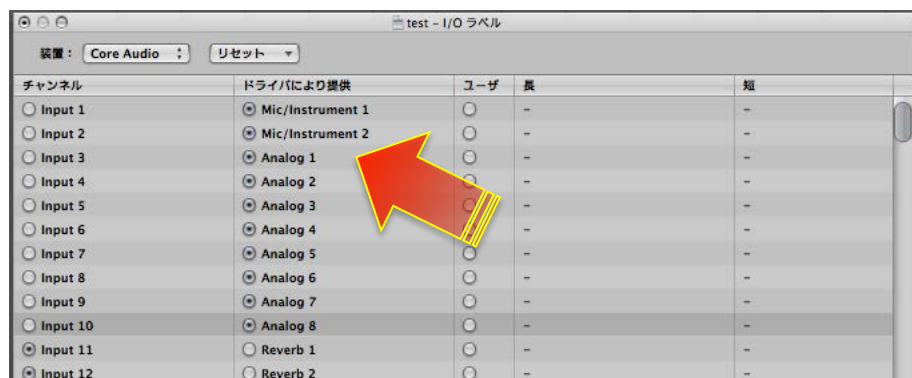 test – I/O ラベル
装置： Core Audio リセット
チャンネル ドライバにより提供 ユーザ 長 短
Input 1 Mic/Instrument 1 – –
Input 2 Mic/Instrument 2 – –
Input 3 Analog 1 – –
Input 4 Analog 2 – –
Input 5 Analog 3 – –
Input 6 Analog 4 – –
Input 7 Analog 5 – –
Input 8 Analog 6 – –
Input 9 Analog 7 – –
Input 10 Analog 8 – –
Input 11 Reverb 1 – –
Input 12 Reverb 2 – –